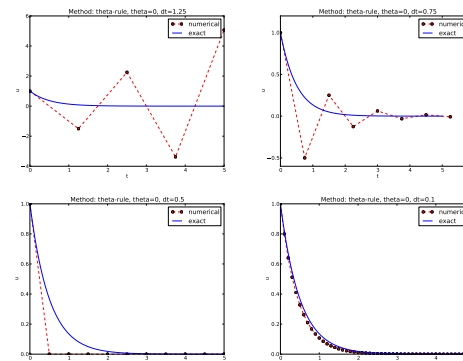 Method: theta-rule, theta=0, dt=1.25
6
4
2
0
−2
−4
u
numerical
exact
0 1 2 3 4 5
t
Method: theta-rule, theta=0, dt=0.75
1.0
0.5
0.0
−0.5
u
numerical
exact
0 1 2 3 4 5
t
Method: theta-rule, theta=0, dt=0.5
1.0
0.8
0.6
0.4
0.2
0.0
u
numerical
exact
0 1 2 3 4 5
Method: theta-rule, theta=0, dt=0.1
1.0
0.8
0.6
0.4
0.2
0.0
u
numerical
exact
0 1 2 3 4 5